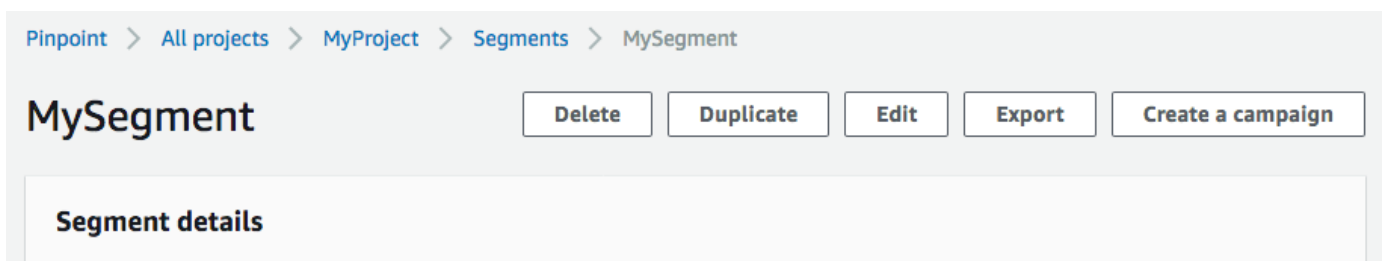 Pinpoint > All projects > MyProject > Segments > MySegment
MySegment Delete Duplicate Edit Export Create a campaign
Segment details